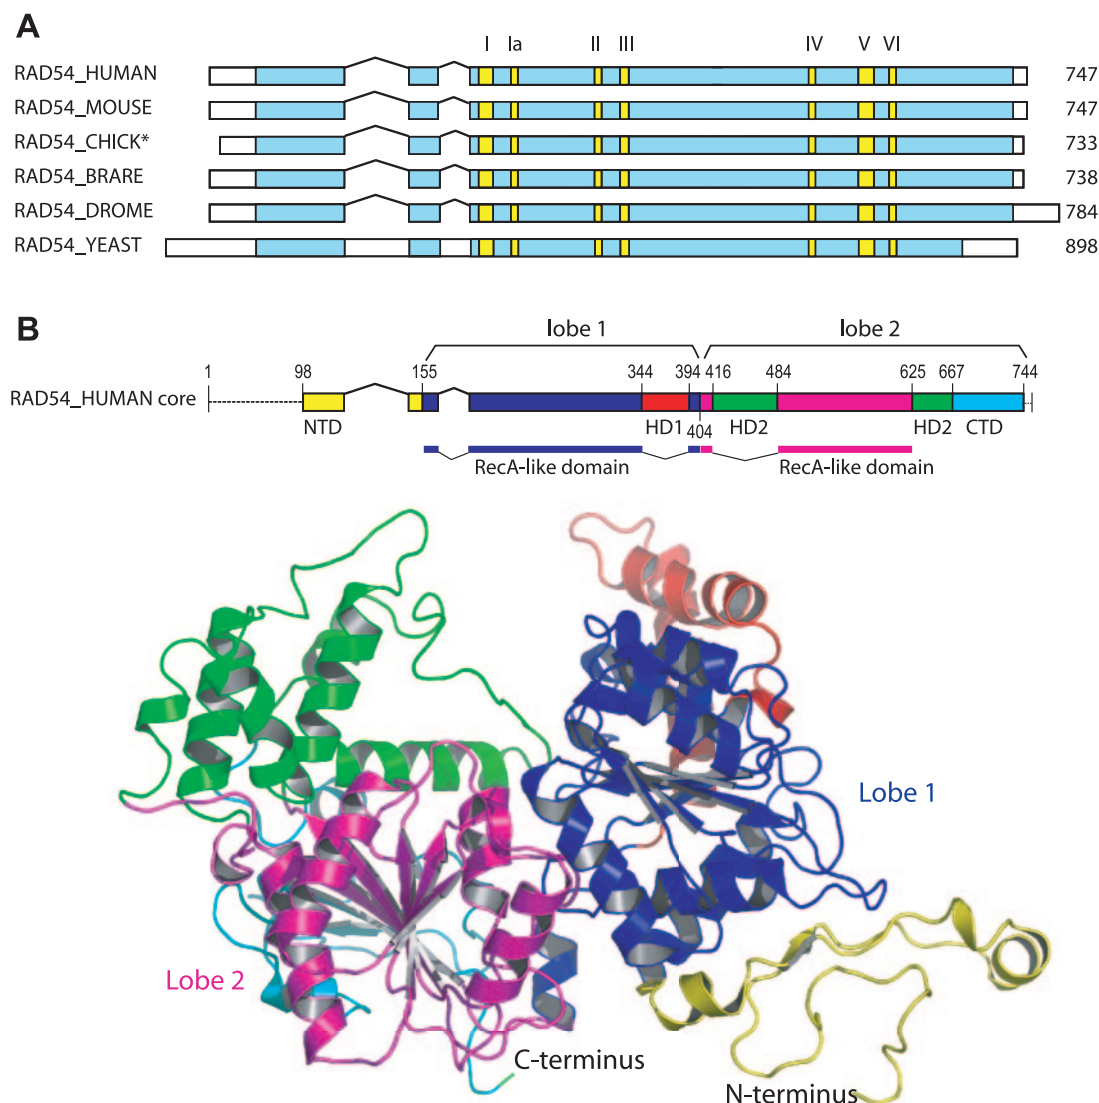 A
I Ia II III IV V VI
RAD54_HUMAN 747
RAD54_MOUSE 747
RAD54_CHICK* 733
RAD54_BRARE 738
RAD54_DROME 784
RAD54_YEAST 898
B
lobe 1 lobe 2
1 98 155 344 394 416 484 625 667 744
RAD54_HUMAN core
NTD HD1 404 HD2 HD2 CTD
RecA-like domain RecA-like domain
Lobe 1
Lobe 2
C-terminus
N-terminus